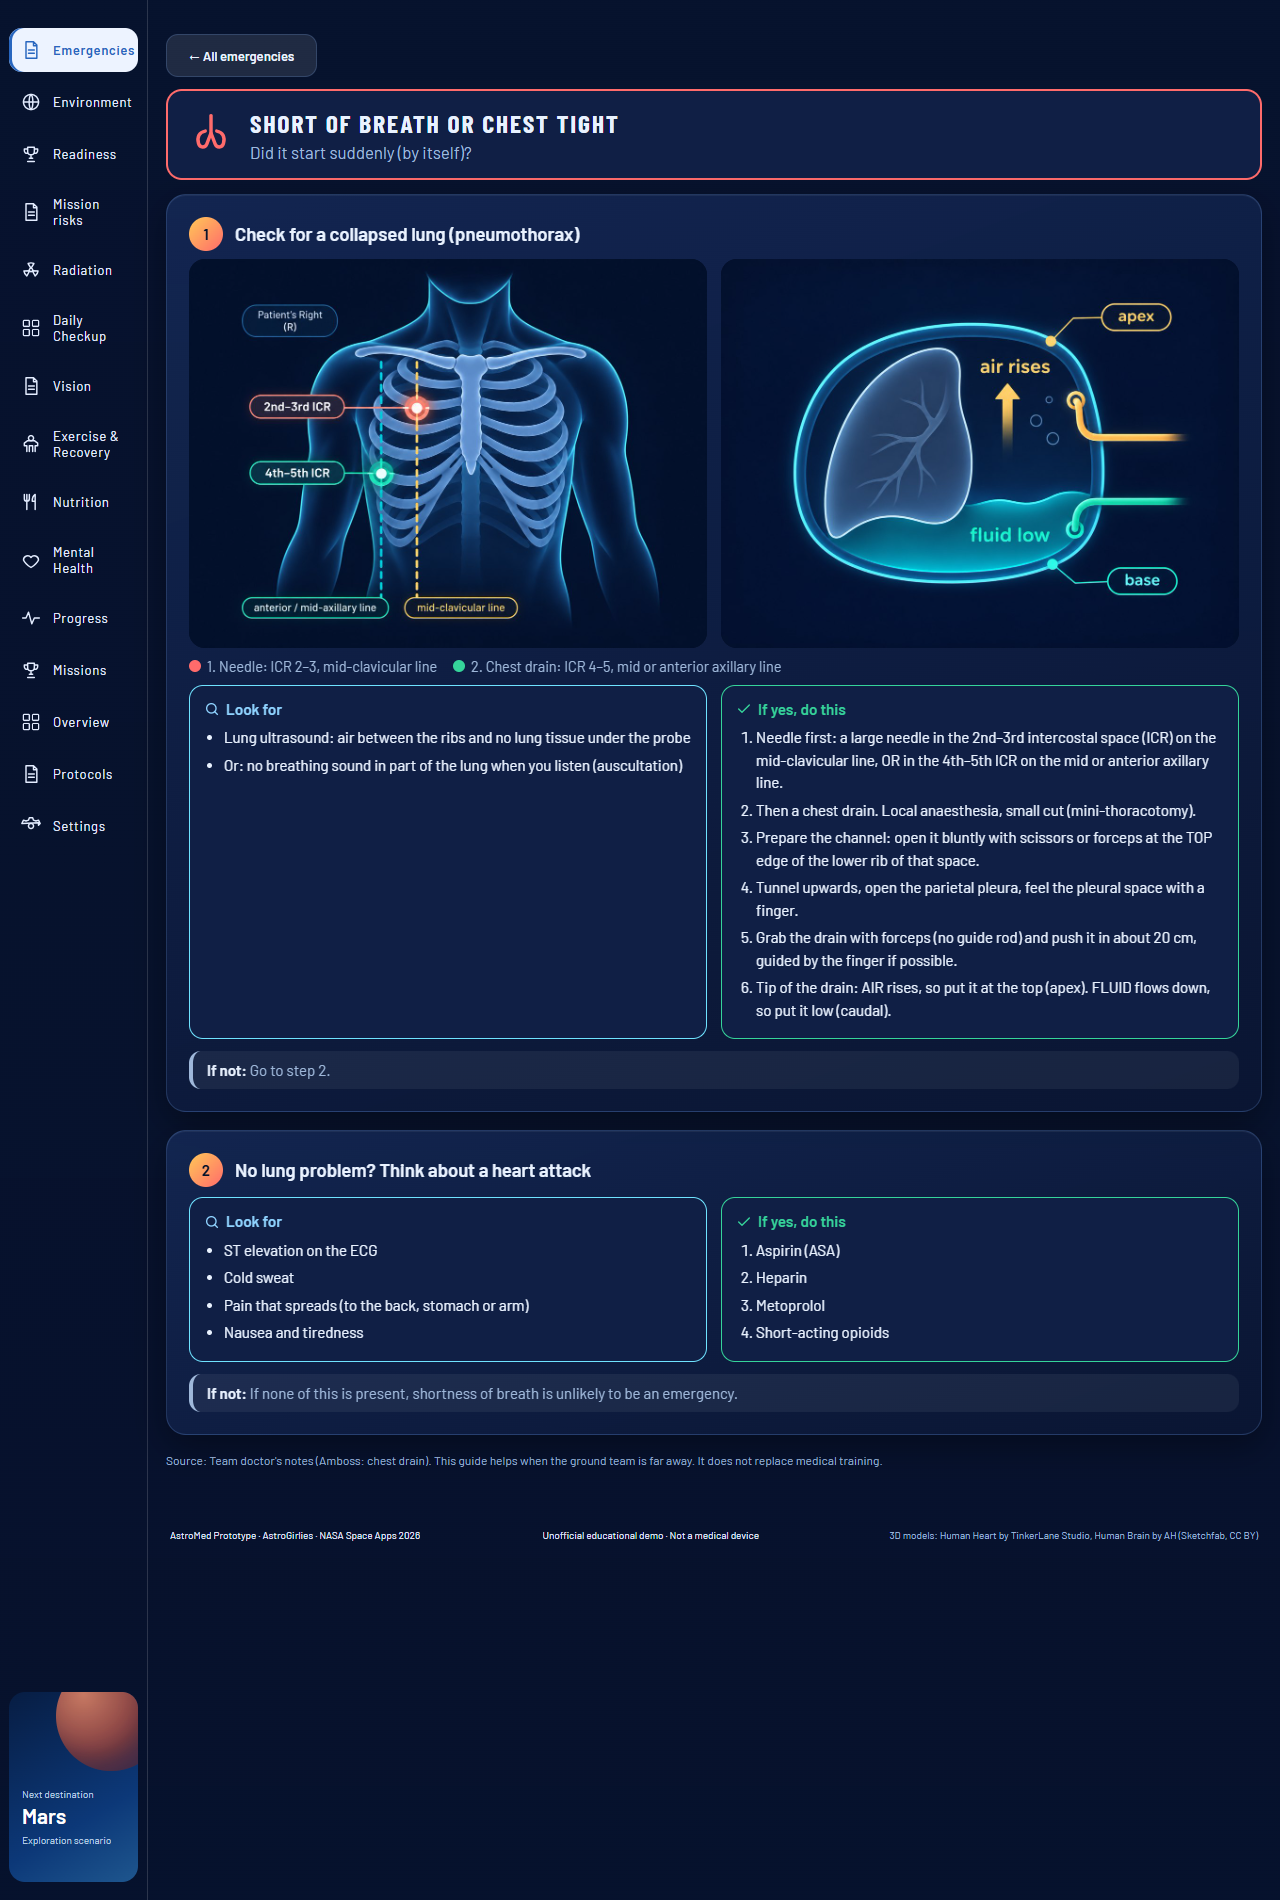 Emergencies
Environment
Readiness
Mission
risks
Radiation
Daily
Checkup
Vision
Exercise &
Recovery
Nutrition
Mental
Health
Progress
Missions
Overview
Protocols
Settings
Next destination
Mars
Exploration scenario
← All emergencies
SHORT OF BREATH OR CHEST TIGHT
Did it start suddenly (by itself)?
1
Check for a collapsed lung (pneumothorax)
Patient's Right
(R)
2nd–3rd ICR
4th–5th ICR
anterior / mid-axillary line
mid-clavicular line
apex
air rises
fluid low
base
1. Needle: ICR 2–3, mid-clavicular line
2. Chest drain: ICR 4–5, mid or anterior axillary line
Look for
• Lung ultrasound: air between the ribs and no lung tissue under the probe
• Or: no breathing sound in part of the lung when you listen (auscultation)
If yes, do this
1. Needle first: a large needle in the 2nd–3rd intercostal space (ICR) on the
mid-clavicular line, OR in the 4th–5th ICR on the mid or anterior axillary
line.
2. Then a chest drain. Local anaesthesia, small cut (mini-thoracotomy).
3. Prepare the channel: open it bluntly with scissors or forceps at the TOP
edge of the lower rib of that space.
4. Tunnel upwards, open the parietal pleura, feel the pleural space with a
finger.
5. Grab the drain with forceps (no guide rod) and push it in about 20 cm,
guided by the finger if possible.
6. Tip of the drain: AIR rises, so put it at the top (apex). FLUID flows down,
so put it low (caudal).
If not: Go to step 2.
2
No lung problem? Think about a heart attack
Look for
• ST elevation on the ECG
• Cold sweat
• Pain that spreads (to the back, stomach or arm)
• Nausea and tiredness
If yes, do this
1. Aspirin (ASA)
2. Heparin
3. Metoprolol
4. Short-acting opioids
If not: If none of this is present, shortness of breath is unlikely to be an emergency.
Source: Team doctor's notes (Amboss: chest drain). This guide helps when the ground team is far away. It does not replace medical training.
AstroMed Prototype · AstroGirlies · NASA Space Apps 2026
Unofficial educational demo · Not a medical device
3D models: Human Heart by TinkerLane Studio, Human Brain by AH (Sketchfab, CC BY)